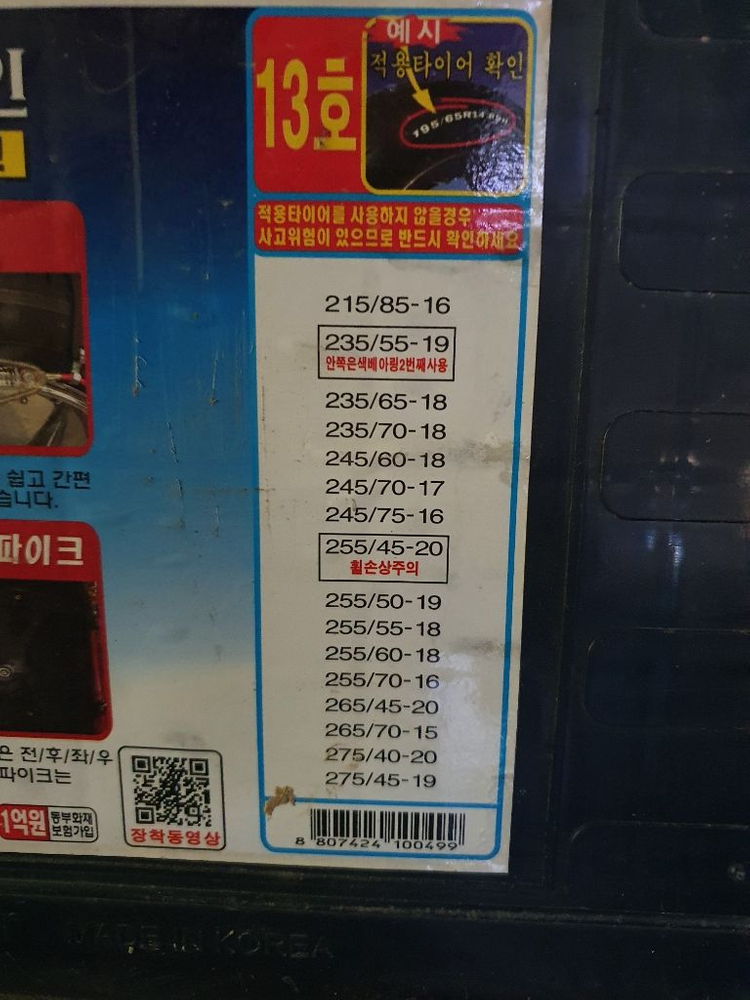 13호
예시
적용타이어 확인
195/65R14
적용타이어를 사용하지 않을경우
사고위험이 있으므로 반드시 확인하세요
215/85-16
235/55-19
안쪽은색베아링2번째사용
235/65-18
235/70-18
245/60-18
245/70-17
245/75-16
255/45-20
휠손상주의
255/50-19
255/55-18
255/60-18
255/70-16
265/45-20
265/70-15
275/40-20
275/45-19
8 807424 100499
쉽고 간편
습니다.
파이크
은 전/후/좌/우
파이크는
1억원 동부화재
보험가입
장착동영상
MADE IN KOREA